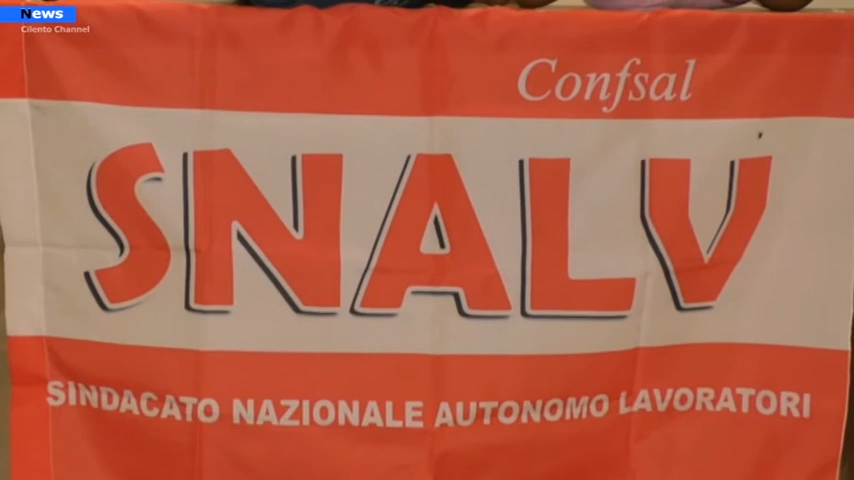 News
Cilento Channel
Confsal
SNALV
SINDACATO NAZIONALE AUTONOMO LAVORATORI